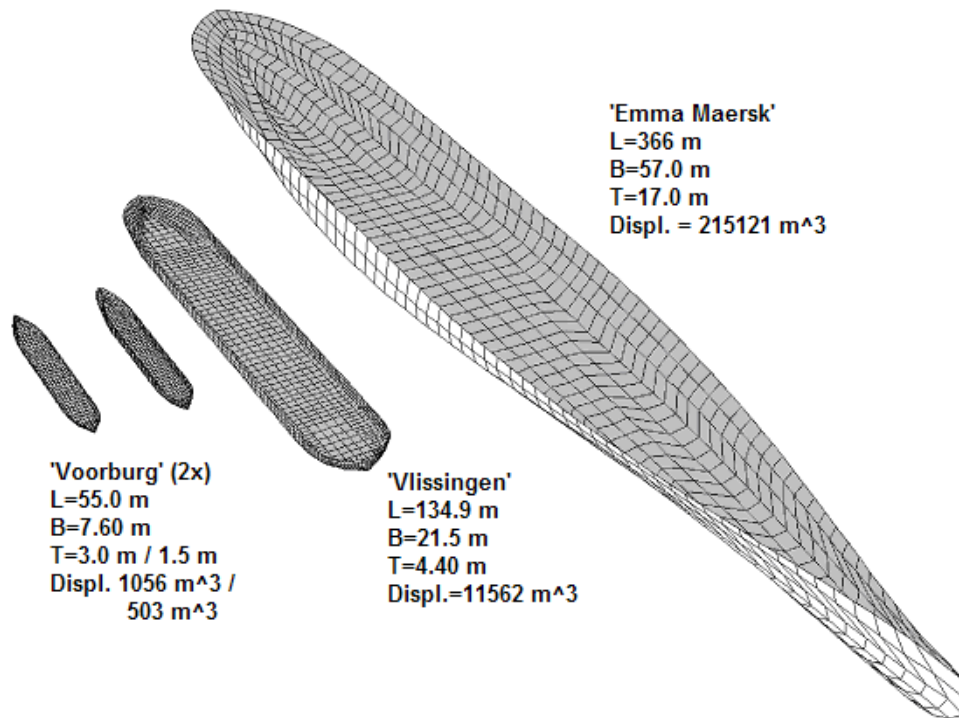 'Emma Maersk'
L=366 m
B=57.0 m
T=17.0 m
Displ. = 215121 m^3
'Voorburg' (2x)
L=55.0 m
B=7.60 m
T=3.0 m / 1.5 m
Displ. 1056 m^3 /
503 m^3
'Vlissingen'
L=134.9 m
B=21.5 m
T=4.40 m
Displ.=11562 m^3